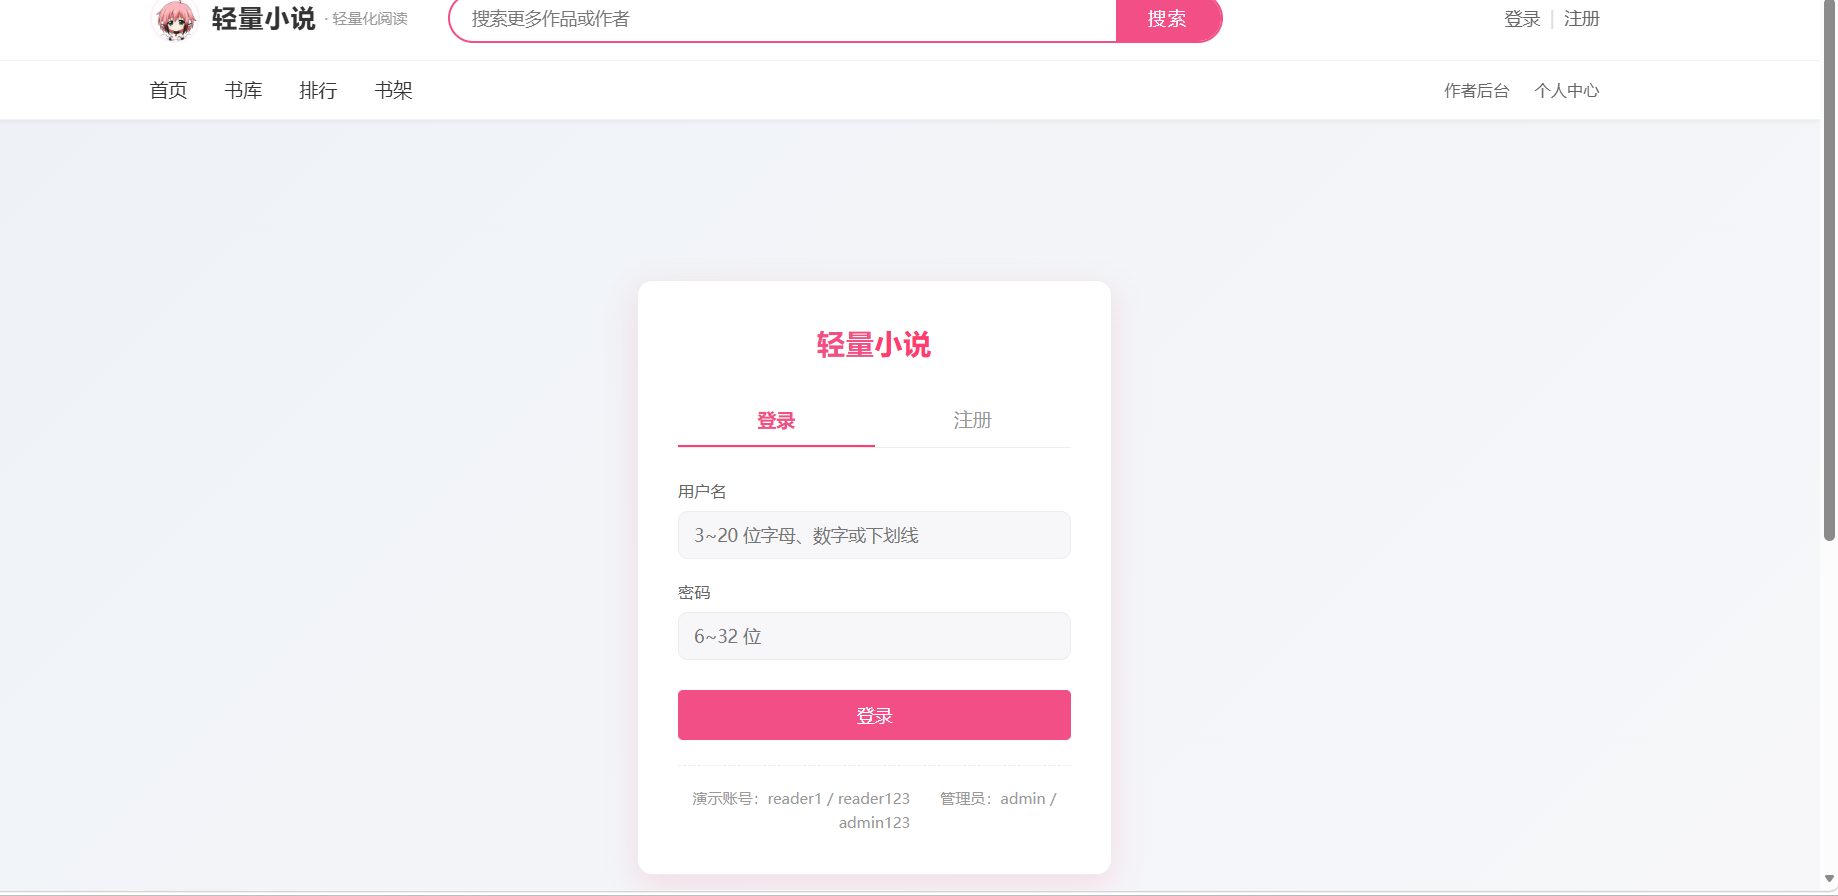 轻量小说 · 轻量化阅读
搜索更多作品或作者
搜索
登录 | 注册
首页 书库 排行 书架
作者后台 个人中心
轻量小说
登录 注册
用户名
3~20 位字母、数字或下划线
密码
6~32 位
登录
演示账号：reader1 / reader123 管理员：admin /
admin123